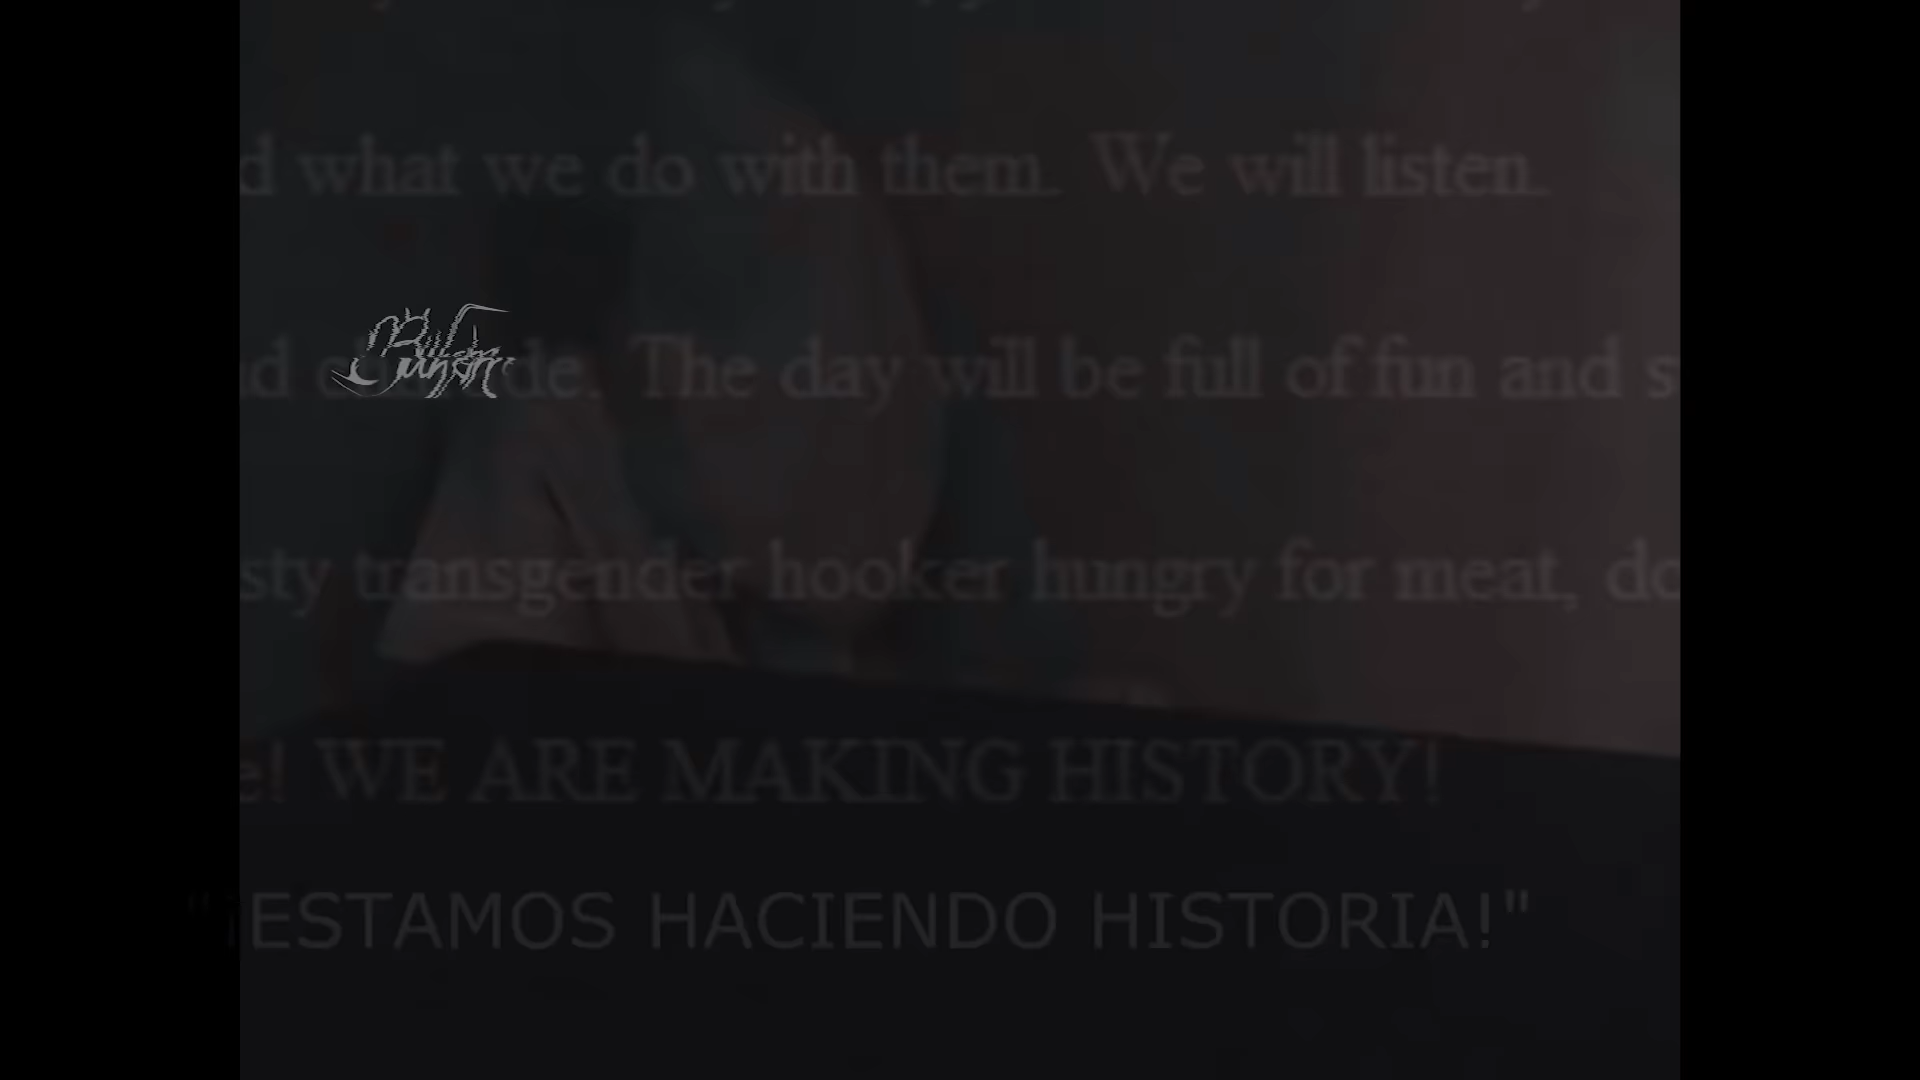 d what we do with them. We will listen.
de. The day will be full of fun and s
sty transgender hooker hungry for meat, do
e! WE ARE MAKING HISTORY!
"¡ESTAMOS HACIENDO HISTORIA!"